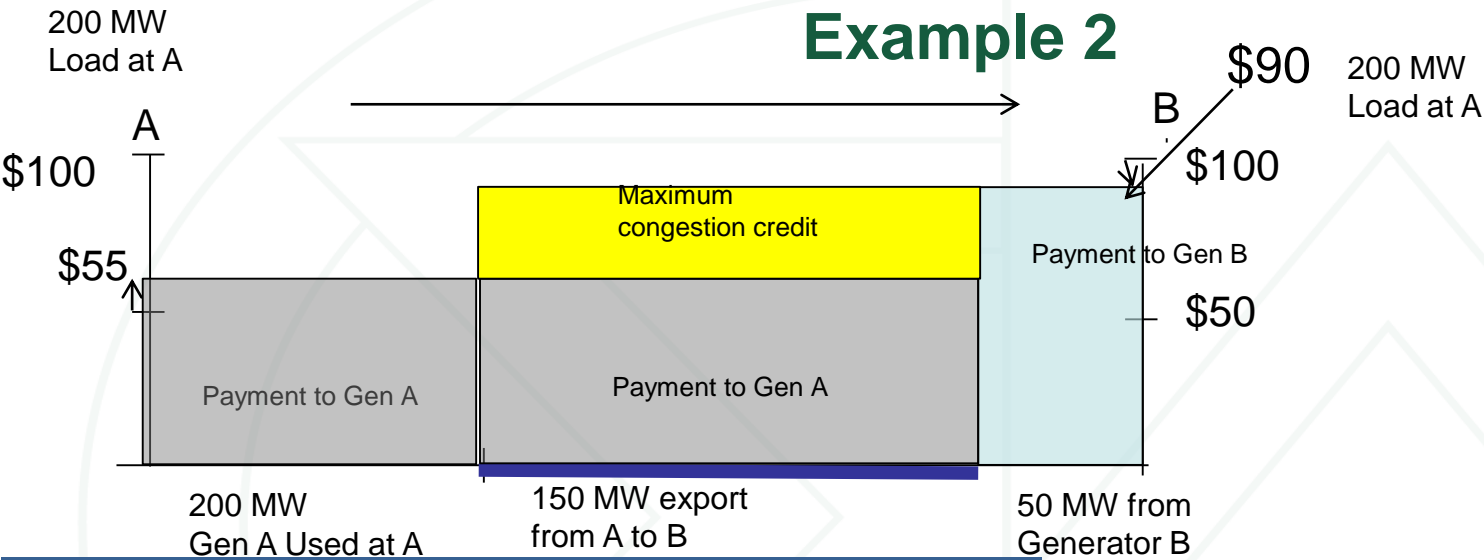 200 MW
Load at A
Example 2
$90
200 MW
Load at A
A
B
$100
$100
Maximum
congestion credit
$55
Payment to Gen B
$50
Payment to Gen A
Payment to Gen A
200 MW
Gen A Used at A
150 MW export
from A to B
50 MW from
Generator B